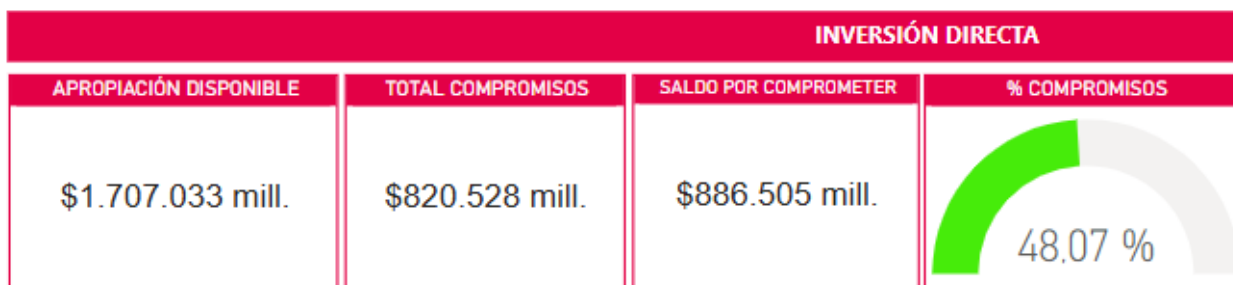 INVERSIÓN DIRECTA
APROPIACIÓN DISPONIBLE
TOTAL COMPROMISOS
SALDO POR COMPROMETER
% COMPROMISOS
$1.707.033 mill.
$820.528 mill.
$886.505 mill.
48,07 %